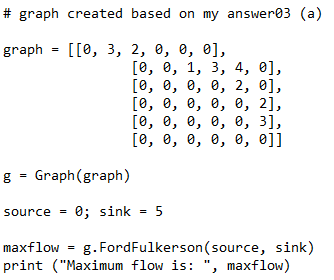 # graph created based on my answer03 (a)
graph = [[0, 3, 2, 0, 0, 0],
[0, 0, 1, 3, 4, 0],
[0, 0, 0, 0, 2, 0],
[0, 0, 0, 0, 0, 2],
[0, 0, 0, 0, 0, 3],
[0, 0, 0, 0, 0, 0]]
g = Graph(graph)
source = 0; sink = 5
maxflow = g.FordFulkerson(source, sink)
print ("Maximum flow is: ", maxflow)